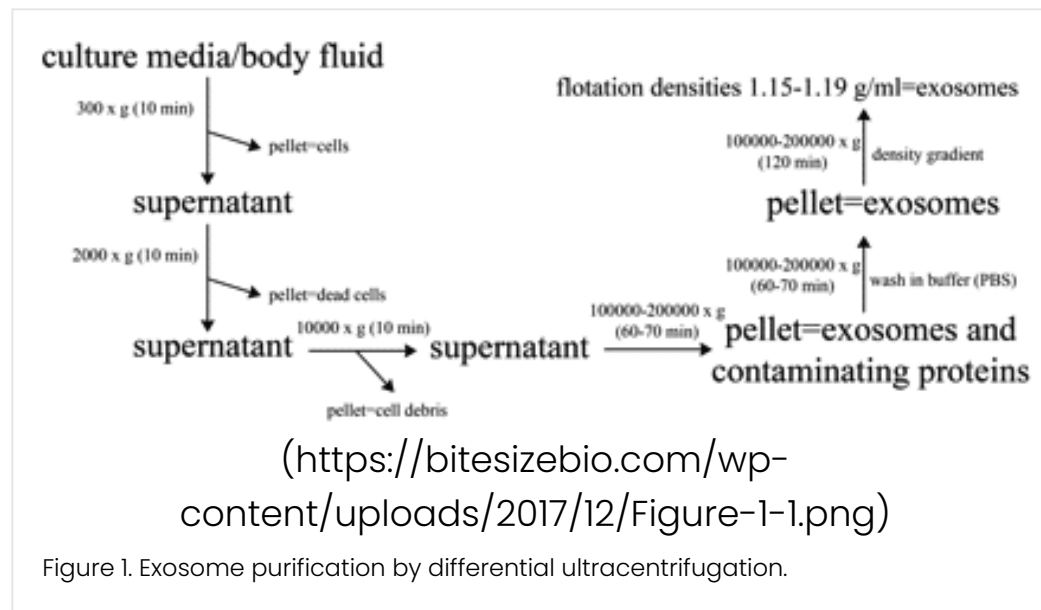 culture media/body fluid
300 x g (10 min)
pellet=cells
supernatant
2000 x g (10 min)
pellet=dead cells
supernatant
10000 x g (10 min)
pellet=cell debris
supernatant
100000-200000 x g
(60-70 min)
pellet=exosomes and
contaminating proteins
100000-200000 x g
(60-70 min)
wash in buffer (PBS)
pellet=exosomes
100000-200000 x g
(120 min)
density gradient
flotation densities 1.15-1.19 g/ml=exosomes
(https://bitesizebio.com/wp-
content/uploads/2017/12/Figure-1-1.png)
Figure 1. Exosome purification by differential ultracentrifugation.